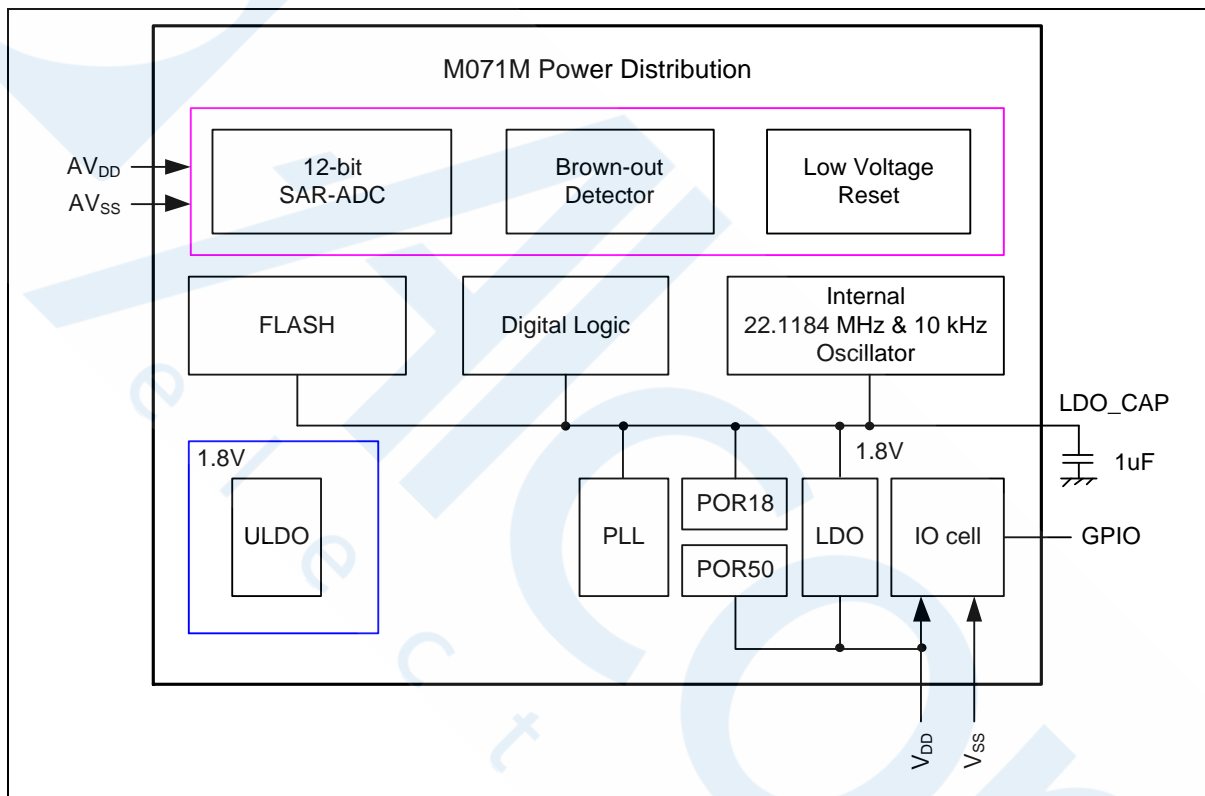 M071M Power Distribution
AVDD
AVSS
12-bit
SAR-ADC
Brown-out
Detector
Low Voltage
Reset
FLASH
Digital Logic
Internal
22.1184 MHz & 10 kHz
Oscillator
LDO_CAP
1uF
1.8V
ULDO
PLL
POR18
POR50
1.8V
LDO
IO cell
GPIO
VDD
VSS